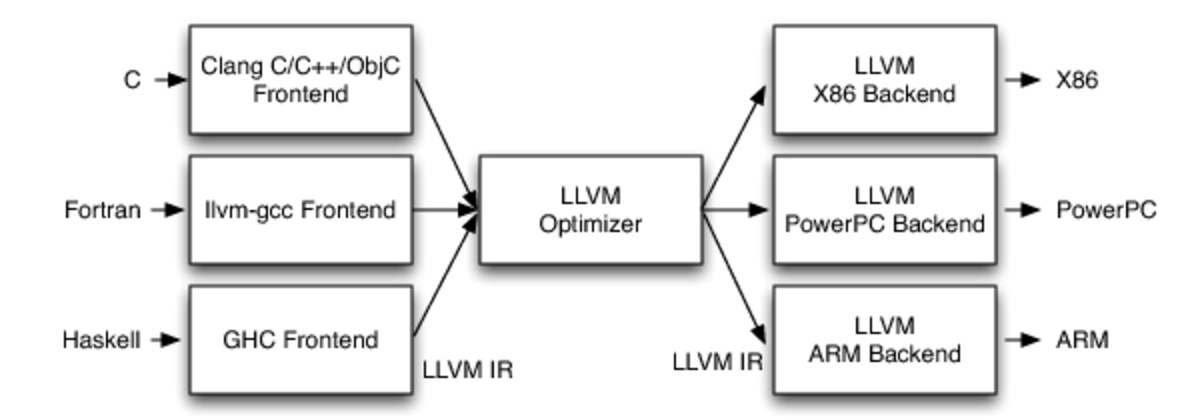 C
Clang C/C++/ObjC
Frontend
LLVM
X86 Backend
X86
Fortran
llvm-gcc Frontend
LLVM
Optimizer
LLVM
PowerPC Backend
PowerPC
Haskell
GHC Frontend
LLVM IR
LLVM IR
LLVM
ARM Backend
ARM